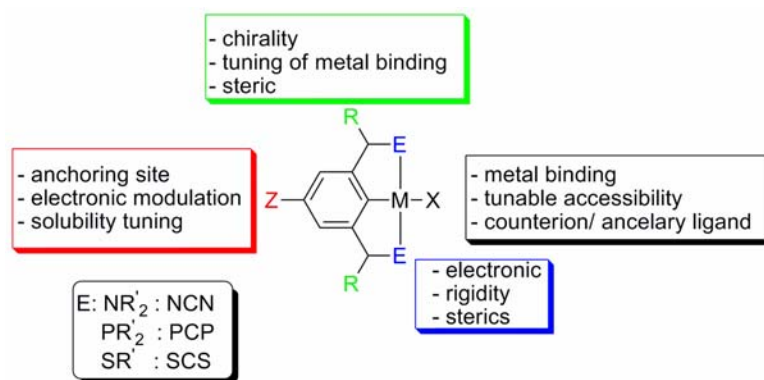 - chirality
- tuning of metal binding
- steric
R
E
- anchoring site
- electronic modulation
- solubility tuning
Z
M
X
- metal binding
- tunable accessibility
- counterion/ ancelary ligand
E
R
- electronic
- rigidity
- sterics
E: NR'2 : NCN
PR'2 : PCP
SR' : SCS